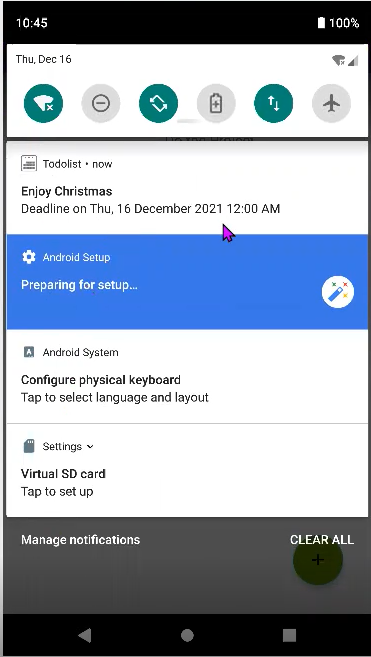 10:45 100%
Thu, Dec 16
Todolist • now
Enjoy Christmas
Deadline on Thu, 16 December 2021 12:00 AM
Android Setup
Preparing for setup…
Android System
Configure physical keyboard
Tap to select language and layout
Settings
Virtual SD card
Tap to set up
Manage notifications CLEAR ALL